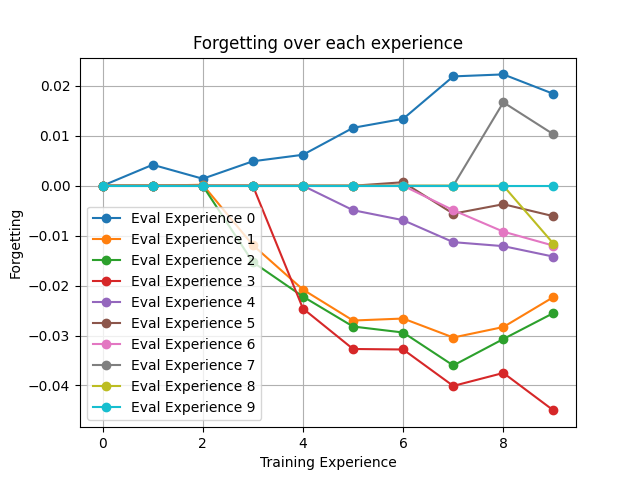 Forgetting over each experience
0.02
0.01
0.00
−0.01
−0.02
−0.03
−0.04
Forgetting
Eval Experience 0
Eval Experience 1
Eval Experience 2
Eval Experience 3
Eval Experience 4
Eval Experience 5
Eval Experience 6
Eval Experience 7
Eval Experience 8
Eval Experience 9
0 2 4 6 8
Training Experience